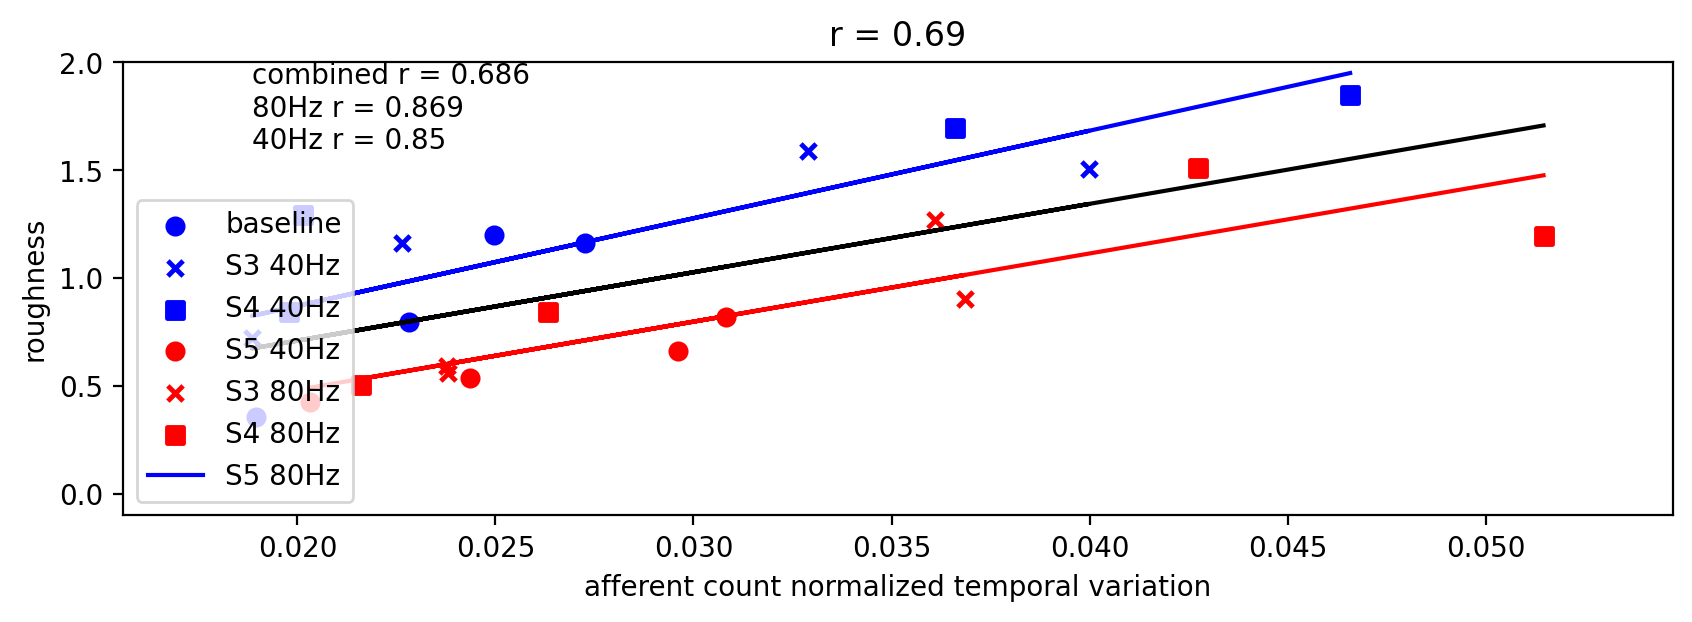 r = 0.69
combined r = 0.686
80Hz r = 0.869
40Hz r = 0.85
2.0
1.5
1.0
0.5
0.0
roughness
baseline
S3 40Hz
S4 40Hz
S5 40Hz
S3 80Hz
S4 80Hz
S5 80Hz
0.020 0.025 0.030 0.035 0.040 0.045 0.050
afferent count normalized temporal variation